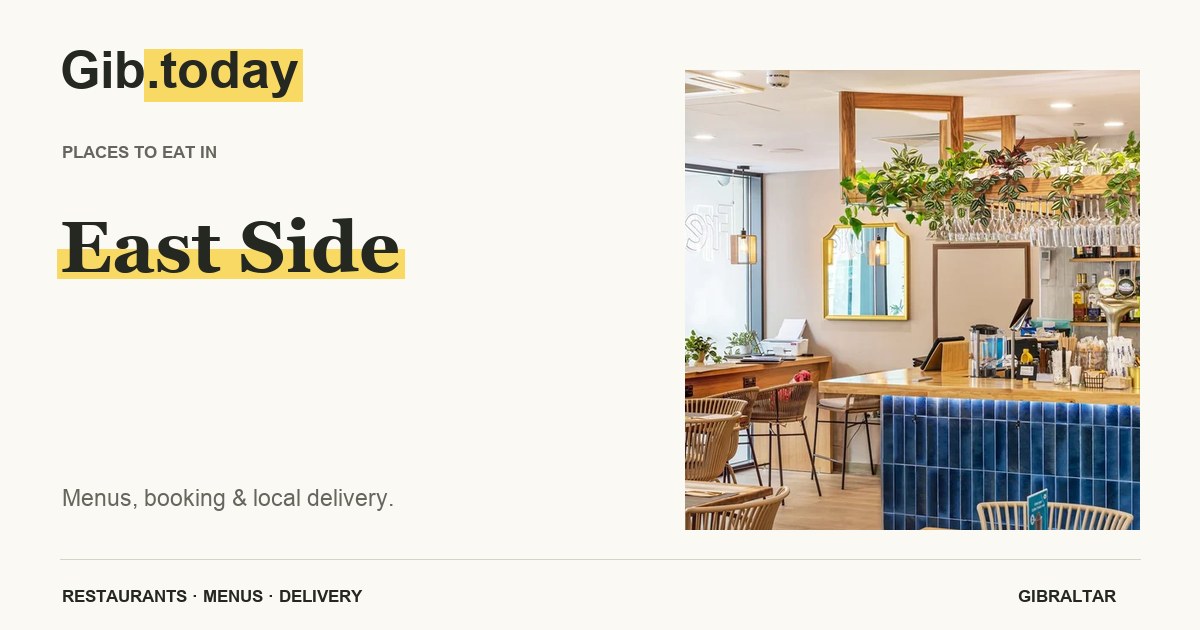 Gib.today
PLACES TO EAT IN
East Side
Menus, booking & local delivery.
RESTAURANTS · MENUS · DELIVERY
GIBRALTAR